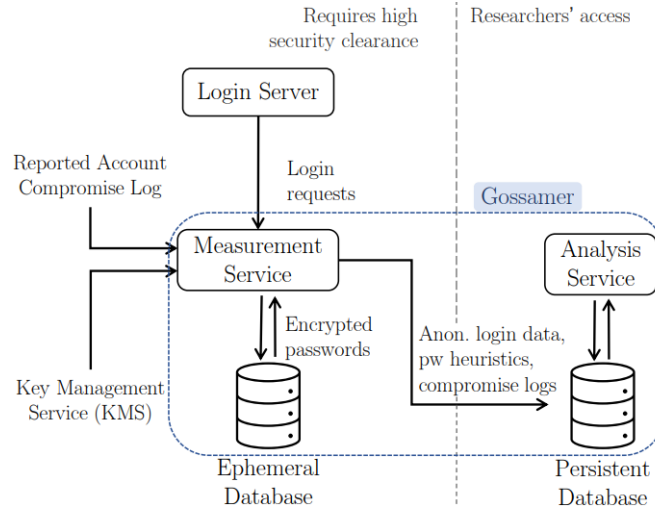 Requires high
security clearance
Researchers' access
Login Server
Reported Account
Compromise Log
Login
requests
Gossamer
Measurement
Service
Analysis
Service
Encrypted
passwords
Anon. login data,
pw heuristics,
compromise logs
Key Management
Service (KMS)
Ephemeral
Database
Persistent
Database